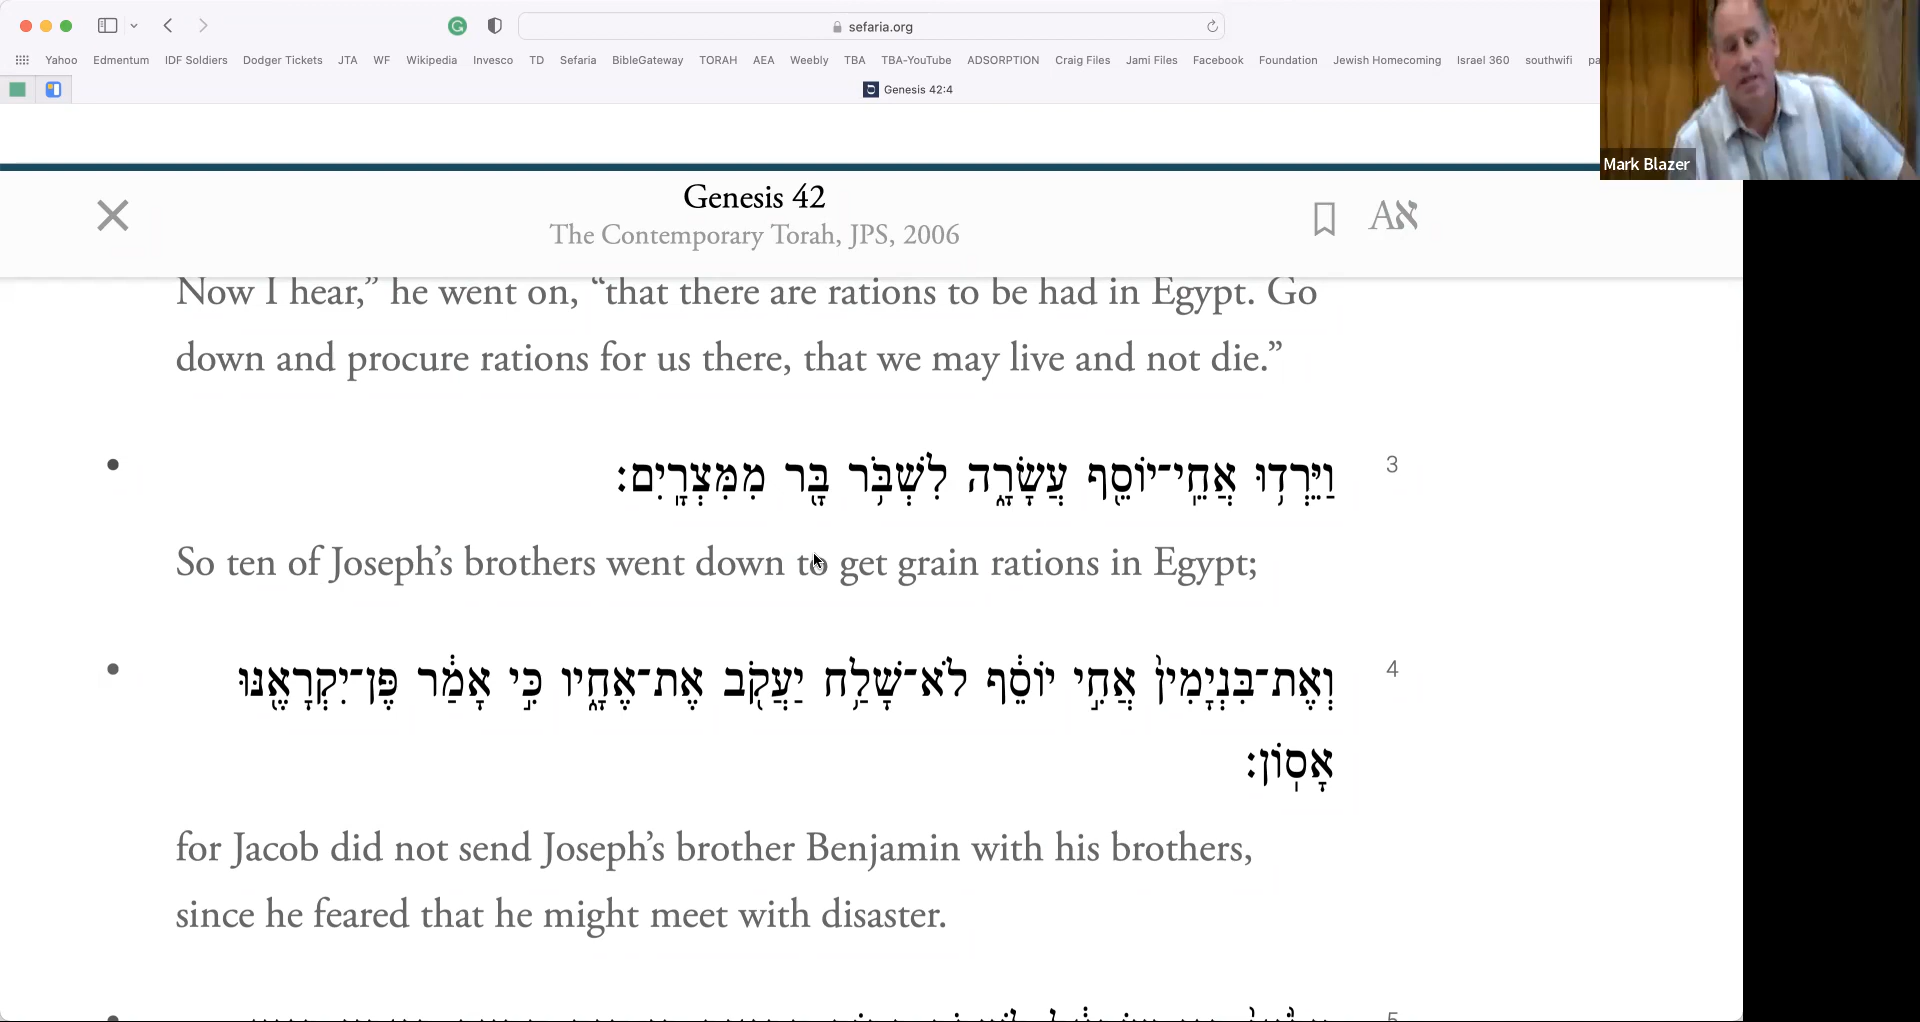 sefaria.org
Yahoo Edmentum IDF Soldiers Dodger Tickets JTA WF Wikipedia Invesco TD Sefaria BibleGateway TORAH AEA Weebly TBA TBA-YouTube ADSORPTION Craig Files Jami Files Facebook Foundation Jewish Homecoming Israel 360 southwifi
Genesis 42:4
Mark Blazer
Genesis 42
The Contemporary Torah, JPS, 2006
Aא
Now I hear,” he went on, “that there are rations to be had in Egypt. Go
down and procure rations for us there, that we may live and not die.”
3
וַיֵּרְד֥וּ אֲחֵֽי־יוֹסֵ֖ף עֲשָׂרָ֑ה לִשְׁבֹּ֥ר בָּ֖ר מִמִּצְרָֽיִם׃
So ten of Joseph’s brothers went down to get grain rations in Egypt;
4
וְאֶת־בִּנְיָמִין֙ אֲחִ֣י יוֹסֵ֔ף לֹא־שָׁלַ֥ח יַעֲקֹ֖ב אֶת־אֶחָ֑יו כִּ֣י אָמַ֔ר פֶּן־יִקְרָאֶ֖נּוּ
אָסֽוֹן׃
for Jacob did not send Joseph’s brother Benjamin with his brothers,
since he feared that he might meet with disaster.
5